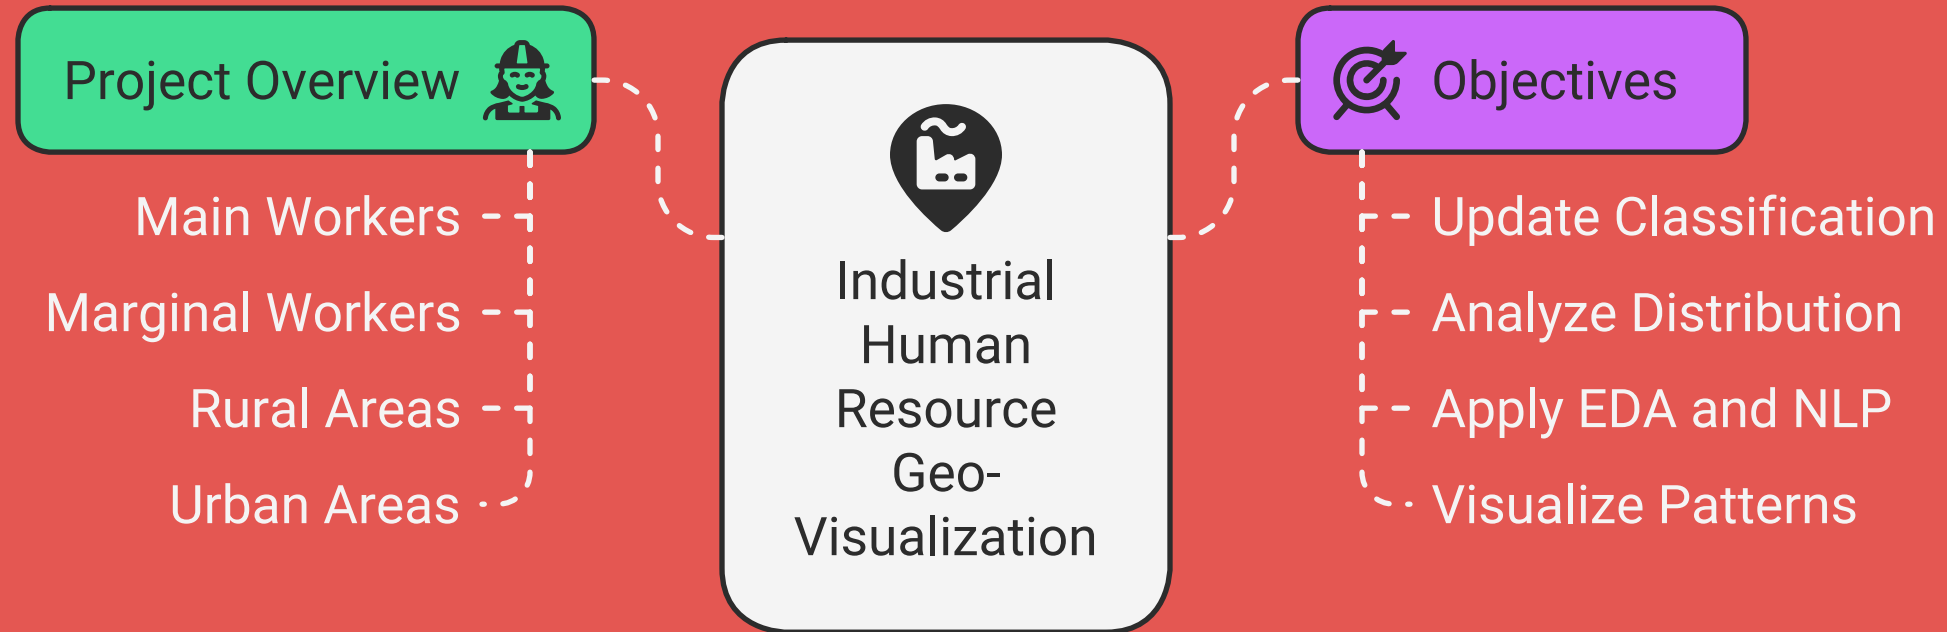 Project Overview
Main Workers
Marginal Workers
Rural Areas
Urban Areas
Industrial
Human
Resource
Geo-
Visualization
Objectives
Update Classification
Analyze Distribution
Apply EDA and NLP
Visualize Patterns